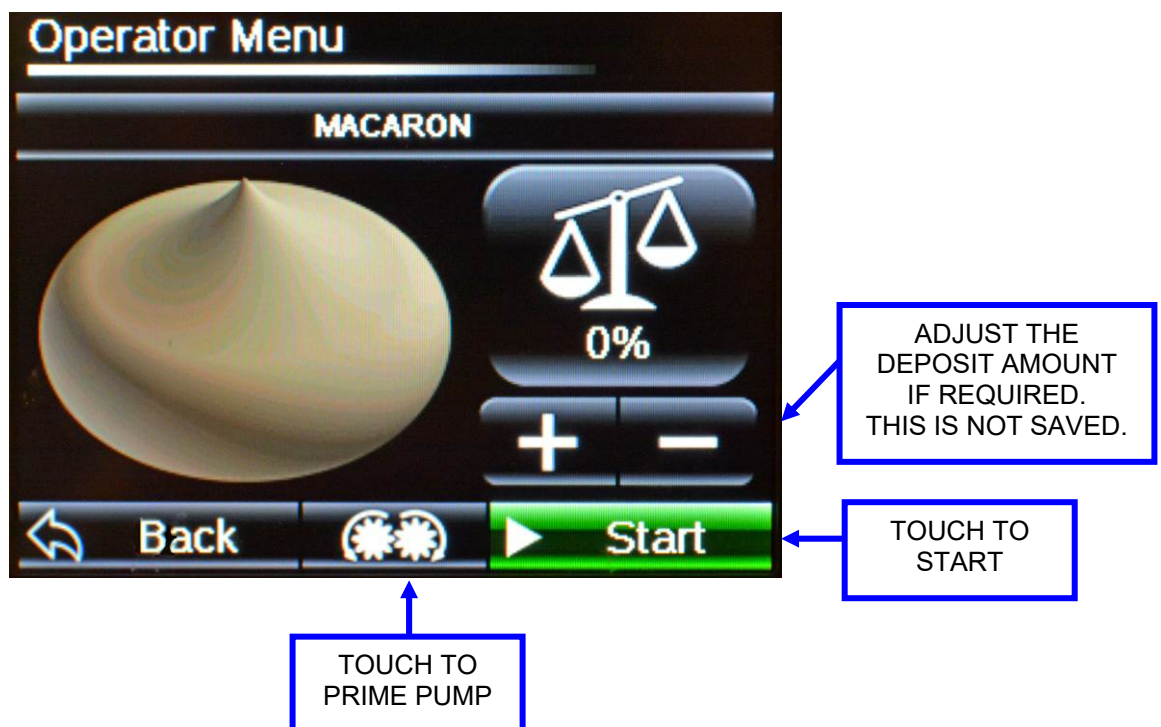 Operator Menu
MACARON
0%
+ −
Back
Start
ADJUST THE
DEPOSIT AMOUNT
IF REQUIRED.
THIS IS NOT SAVED.
TOUCH TO
START
TOUCH TO
PRIME PUMP